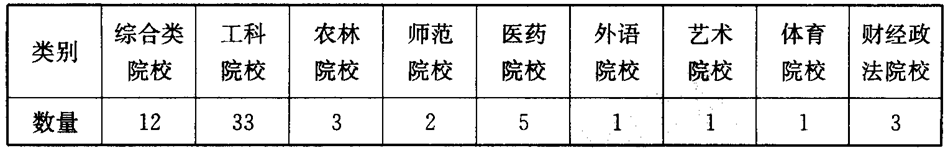 类别 综合类院校 工科院校 农林院校 师范院校 医药院校 外语院校 艺术院校 体育院校 财经政法院校
数量 12 33 3 2 5 1 1 1 3